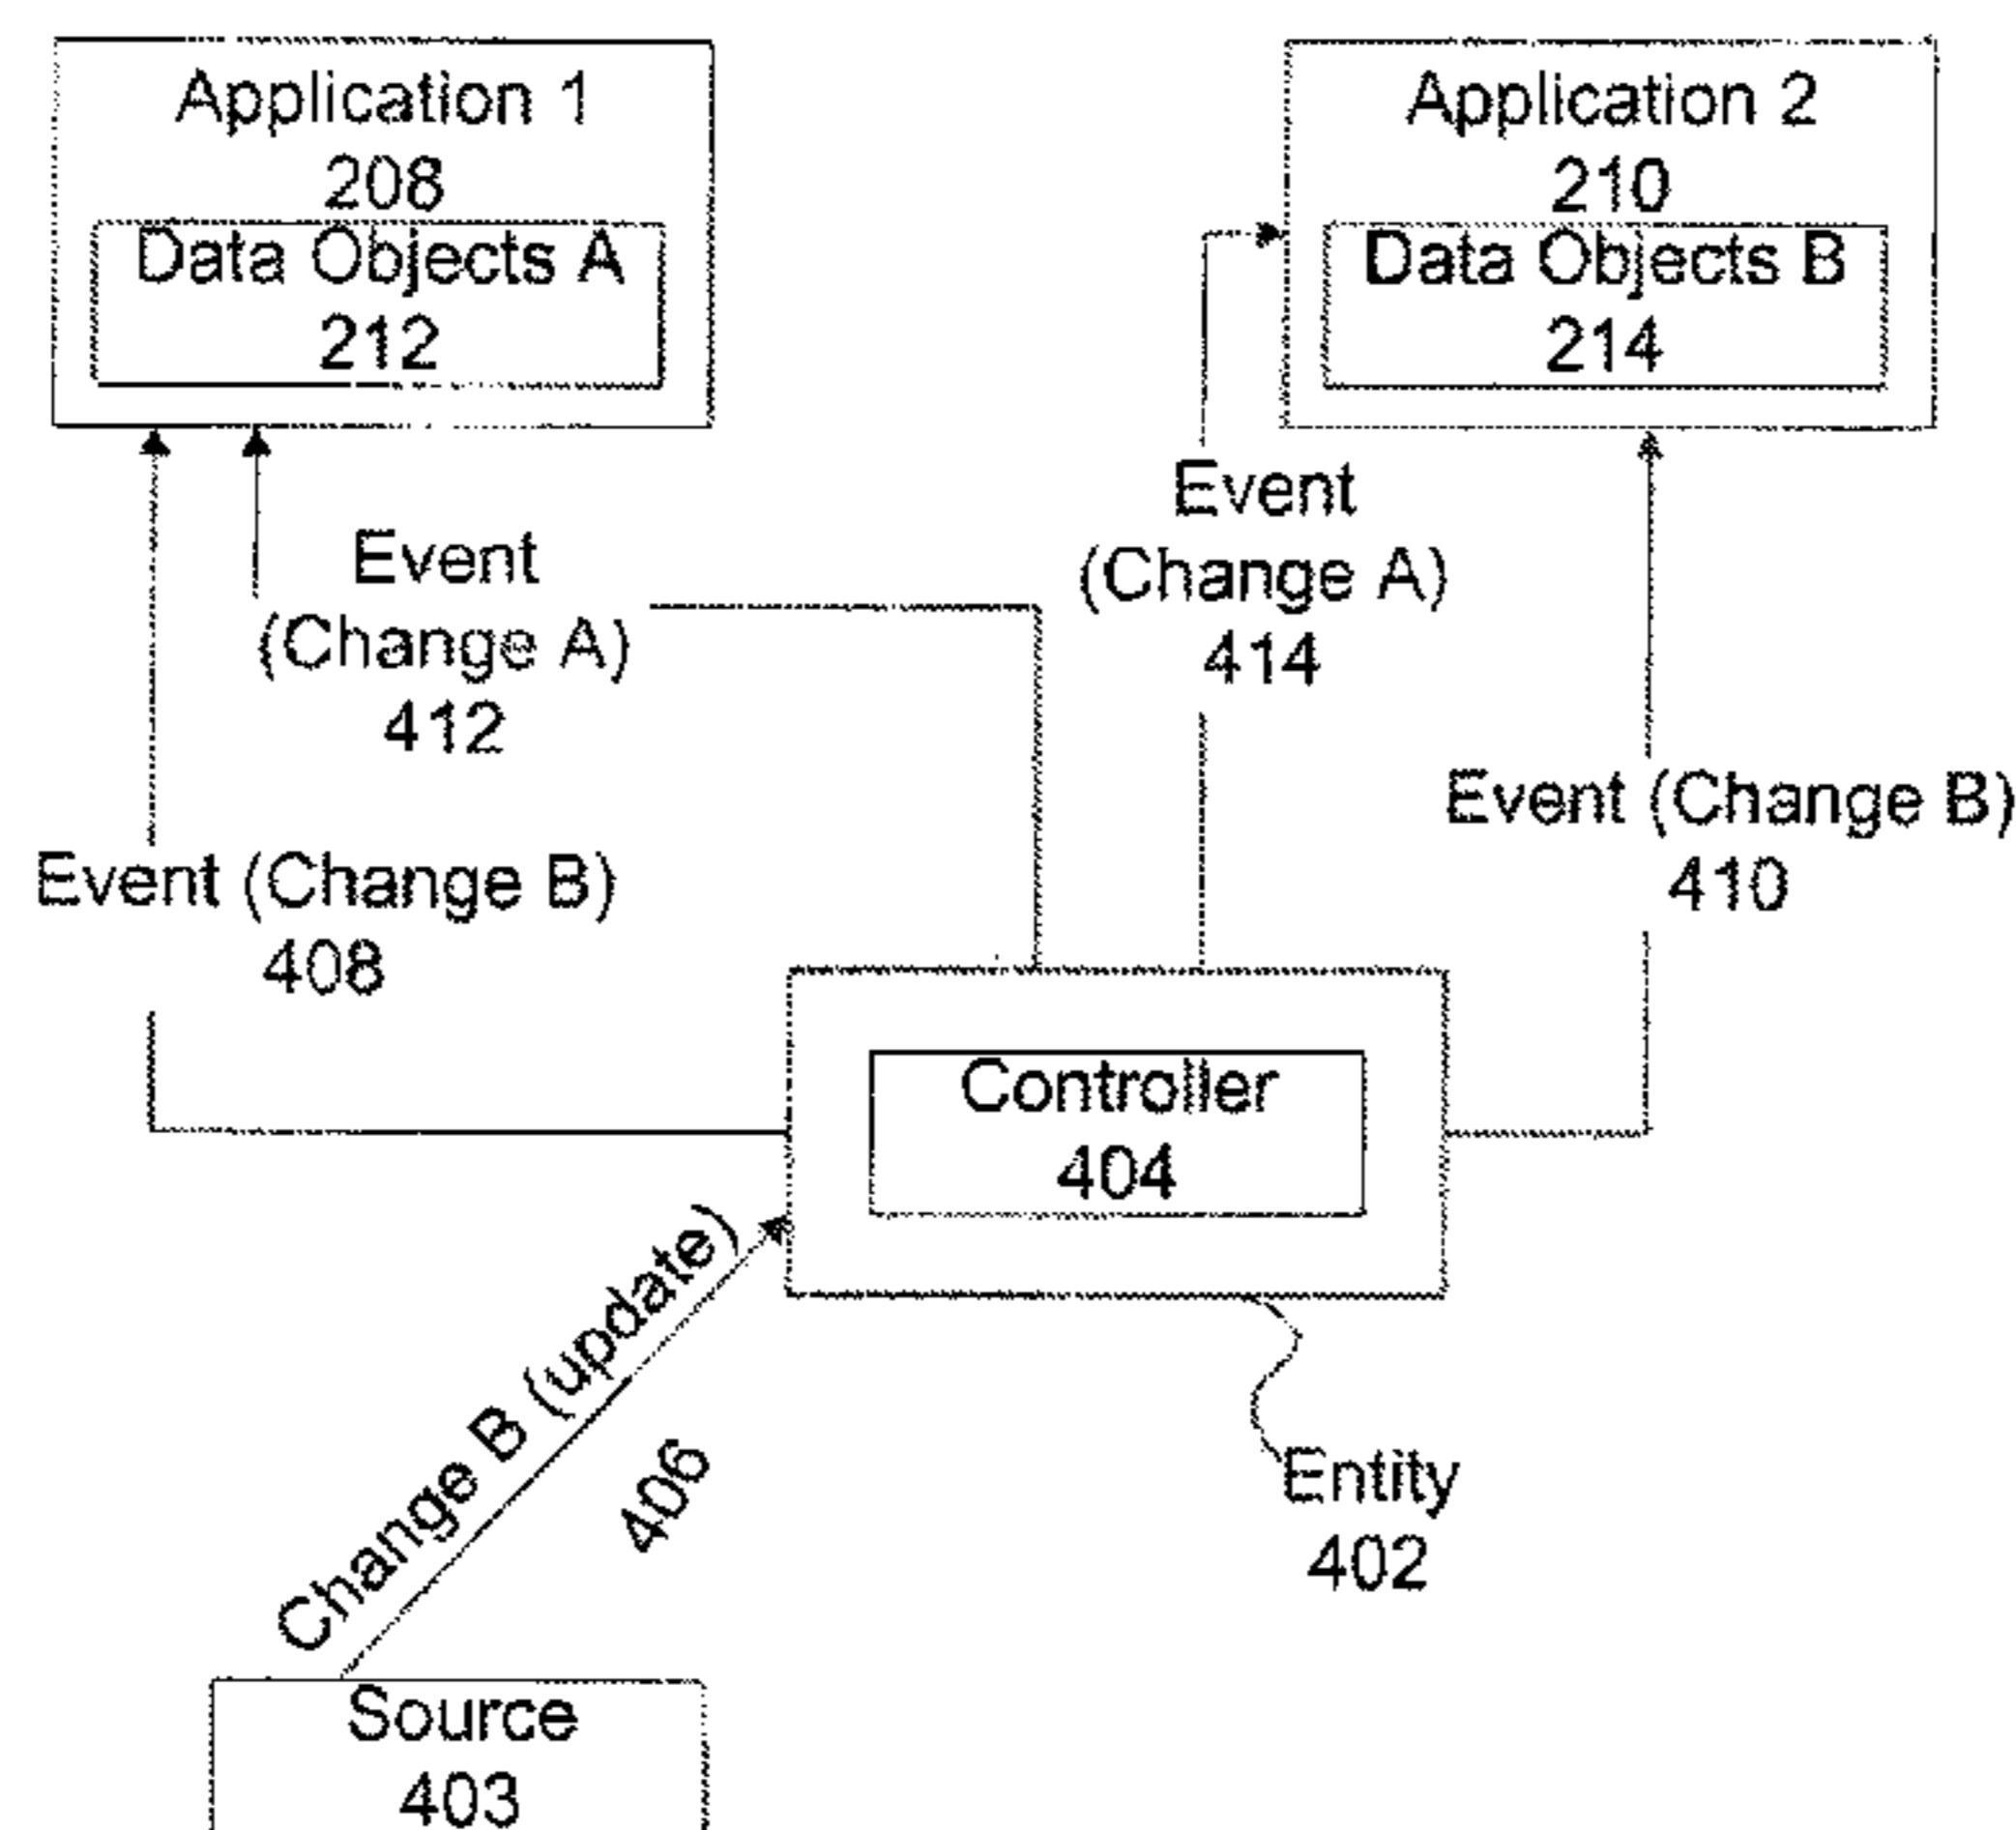 Application 1
208
Data Objects A
212
Application 2
210
Data Objects B
214
Event
(Change A)
412
Event
(Change A)
414
Event (Change B)
408
Event (Change B)
410
Controller
404
Change B (update)
406
Entity
402
Source
403